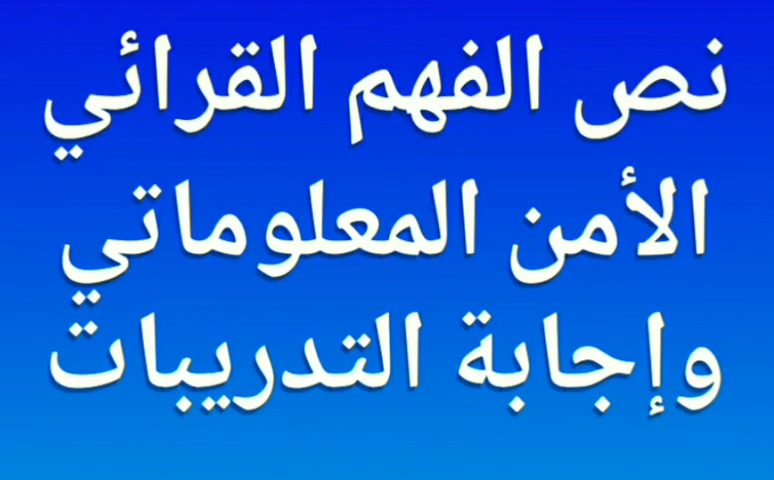 نص الفهم القرائي
الأمن المعلوماتي
وإجابة التدريبات